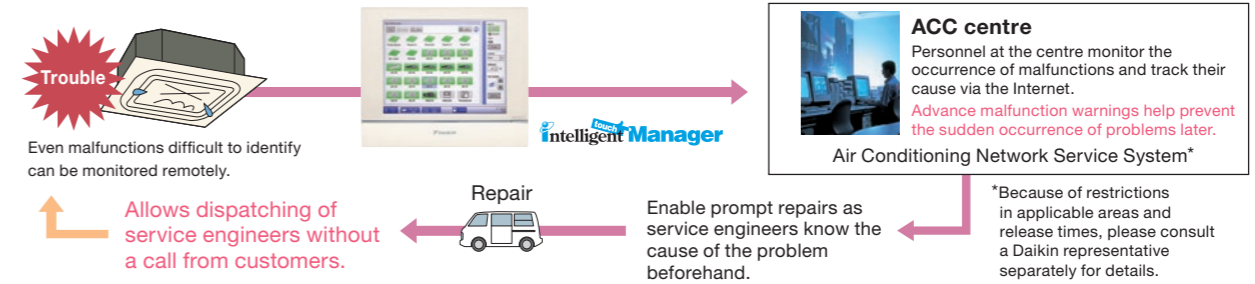 Trouble
Even malfunctions difficult to identify
can be monitored remotely.
DAIKIN
intelligent touch Manager
ACC centre
Personnel at the centre monitor the
occurrence of malfunctions and track their
cause via the Internet.
Advance malfunction warnings help prevent
the sudden occurrence of problems later.
Air Conditioning Network Service System*
*Because of restrictions
in applicable areas and
release times, please consult
a Daikin representative
separately for details.
Enable prompt repairs as
service engineers know the
cause of the problem
beforehand.
Repair
Allows dispatching of
service engineers without
a call from customers.